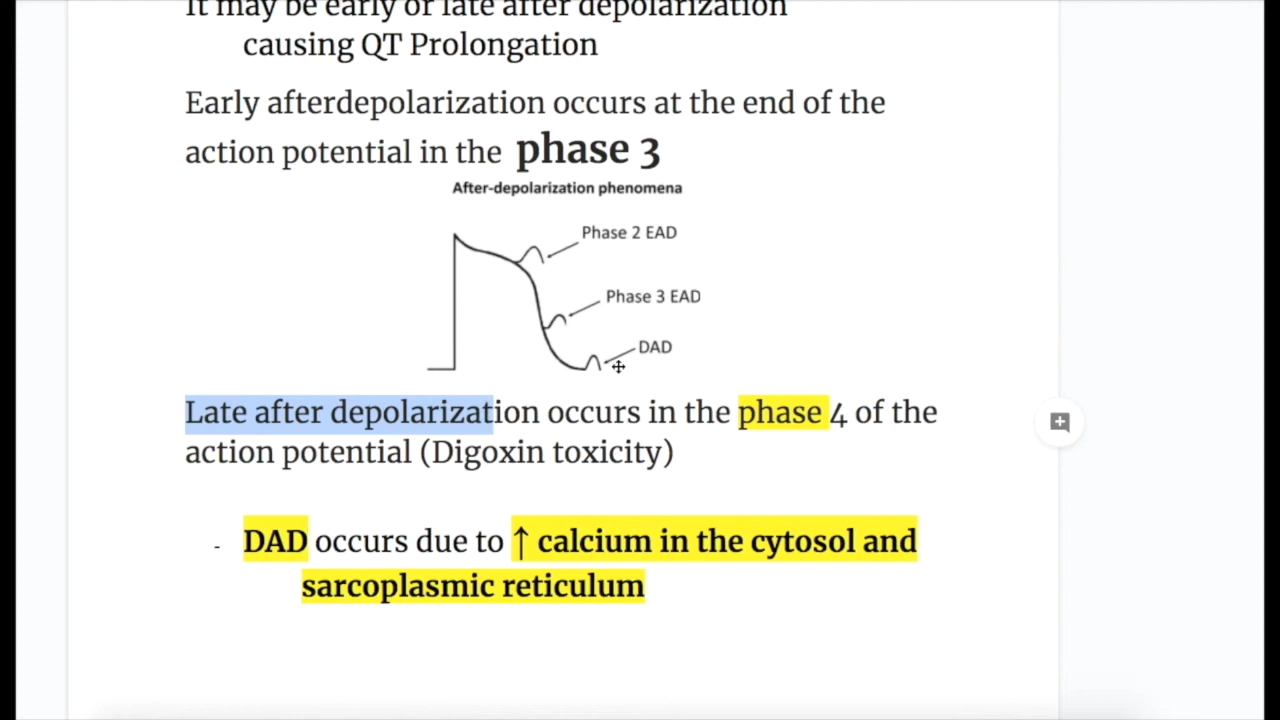 It may be early or late after depolarization
causing QT Prolongation
Early afterdepolarization occurs at the end of the
action potential in the phase 3
After-depolarization phenomena
Phase 2 EAD
Phase 3 EAD
DAD
Late after depolarization occurs in the phase 4 of the
action potential (Digoxin toxicity)
- DAD occurs due to ↑ calcium in the cytosol and
sarcoplasmic reticulum